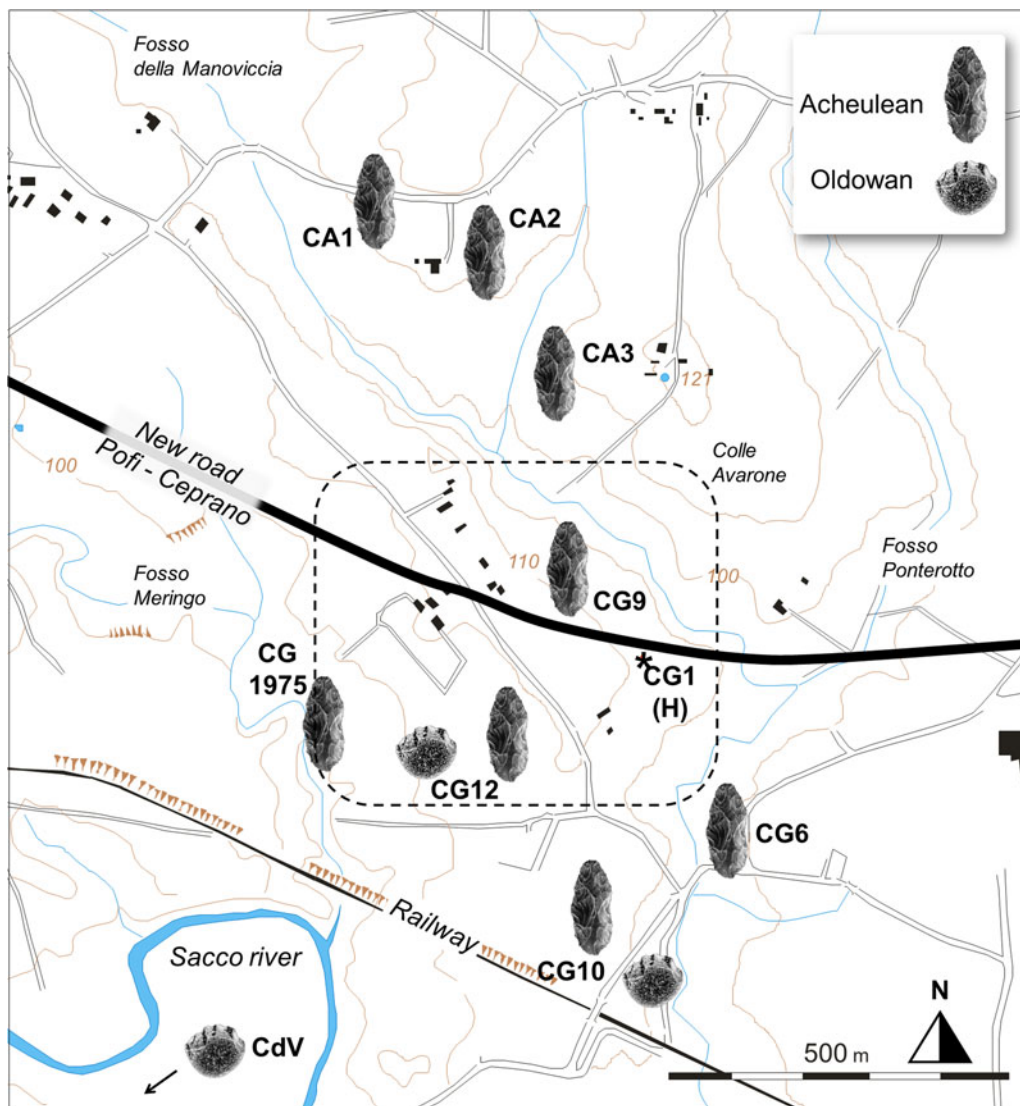 Fosso
della Manoviccia
Acheulean
Oldowan
CA1
CA2
CA3
121
New road
Pofi - Ceprano
100
Colle
Avarone
110
100
Fosso
Ponterotto
Fosso
Meringo
CG9
CG
1975
*CG1
(H)
CG12
CG6
Railway
CG10
Sacco river
CdV
N
500 m